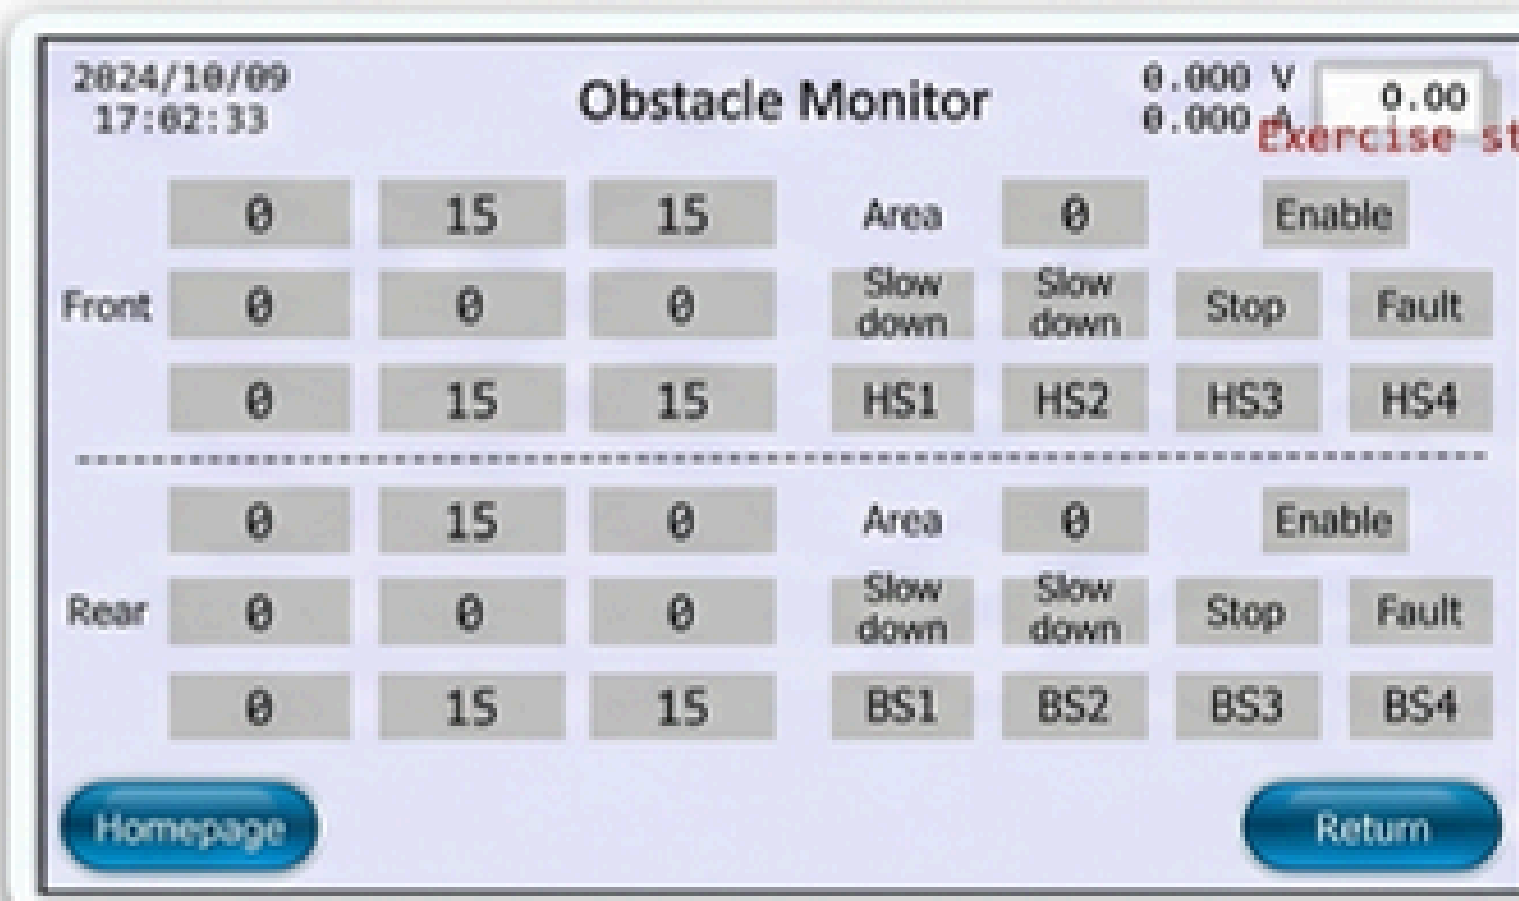 2024/10/09
17:02:33
Obstacle Monitor
0.000 V
0.000 A
0.00
Exercise st
0 15 15 Area 0 Enable
Front 0 0 0 Slow down Slow down Stop Fault
0 15 15 HS1 HS2 HS3 HS4
0 15 0 Area 0 Enable
Rear 0 0 0 Slow down Slow down Stop Fault
0 15 15 BS1 BS2 BS3 BS4
Homepage Return